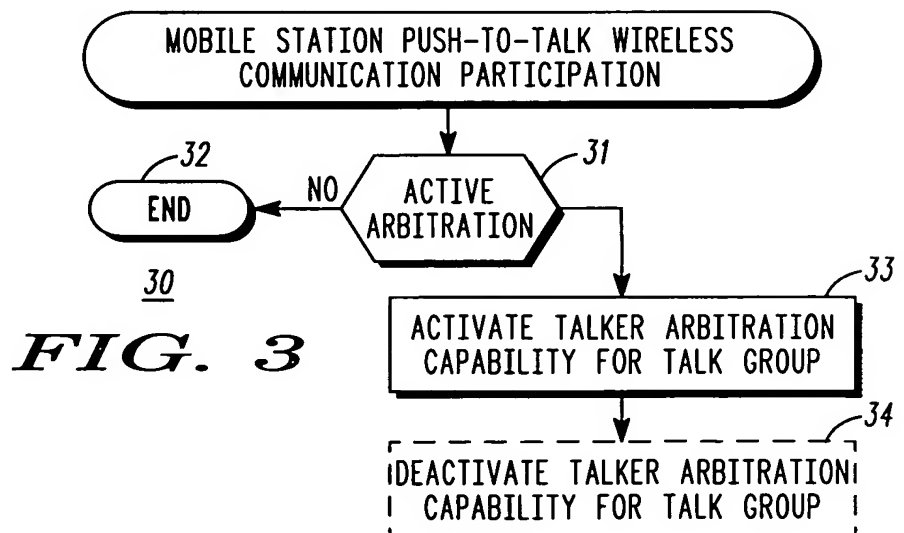 MOBILE STATION PUSH-TO-TALK WIRELESS
COMMUNICATION PARTICIPATION
32
31
NO
END
ACTIVE
ARBITRATION
30
33
FIG. 3
ACTIVATE TALKER ARBITRATION
CAPABILITY FOR TALK GROUP
34
DEACTIVATE TALKER ARBITRATION
CAPABILITY FOR TALK GROUP